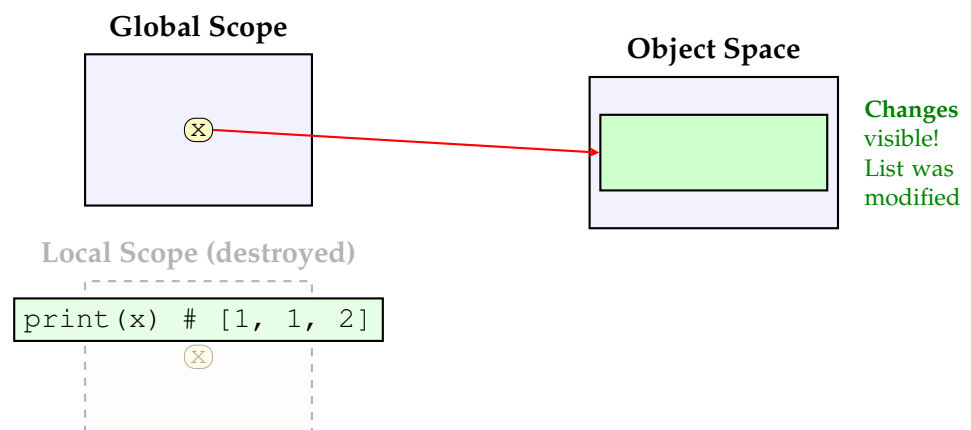 Global Scope
Object Space
x
Changes
visible!
List was
modified
Local Scope (destroyed)
print(x) # [1, 1, 2]
x